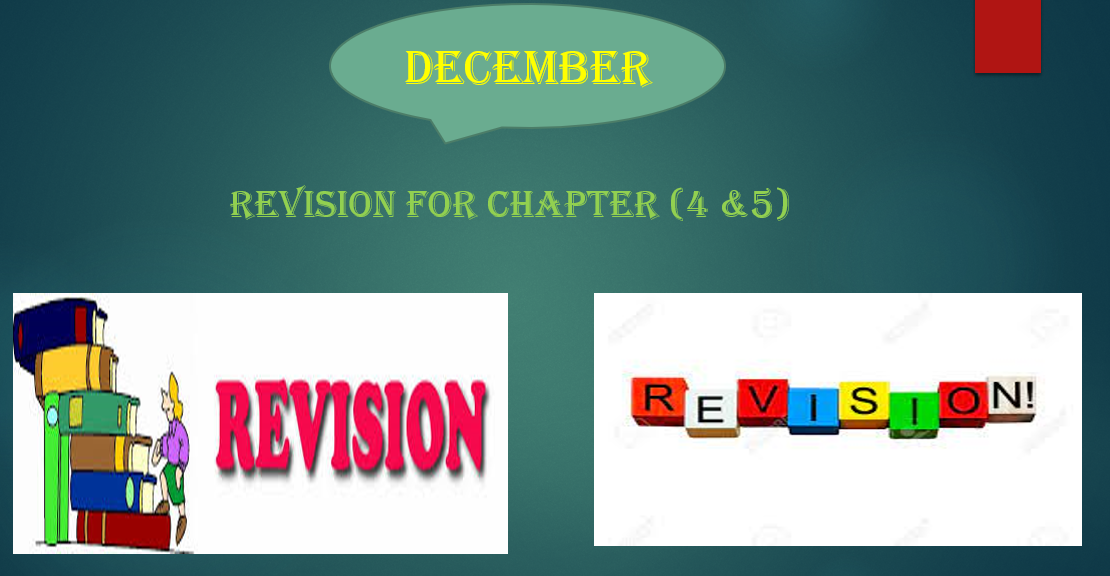 DECEMBER
REVISION FOR CHAPTER (4 &5)
REVISION
REVISION!